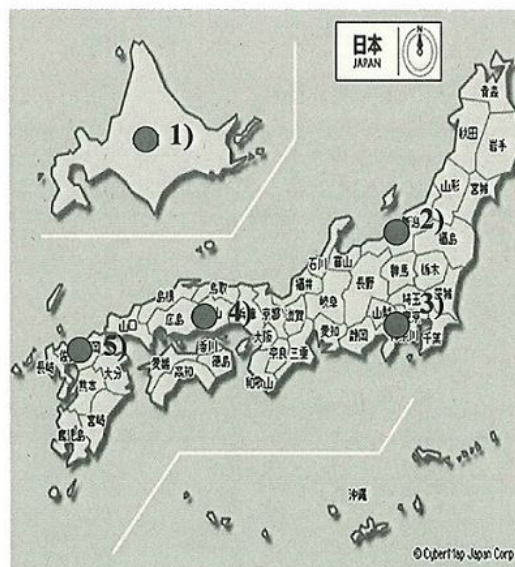 日本
JAPAN
N
1)
青森
秋田
岩手
山形
宮城
新潟
2)
福島
石川
富山
福井
長野
群馬
栃木
岐阜
埼玉
茨城
3)
島根
鳥取
4)
京都
滋賀
愛知
静岡
千葉
山口
広島
大阪
香川
5)
愛媛
高知
徳島
奈良
三重
和歌山
長崎
大分
熊本
宮崎
鹿児島
沖縄
© CyberMap Japan Corp